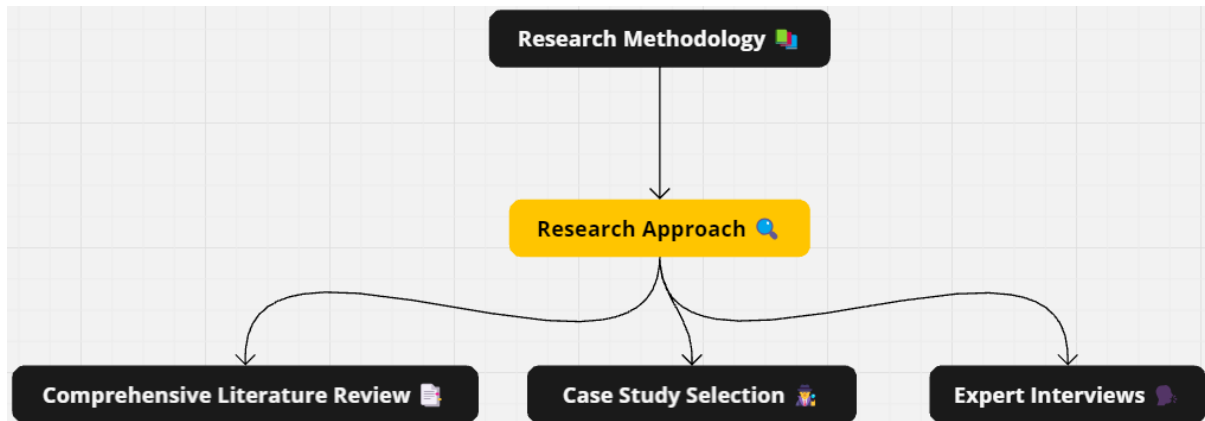 Research Methodology
Research Approach
Comprehensive Literature Review
Case Study Selection
Expert Interviews